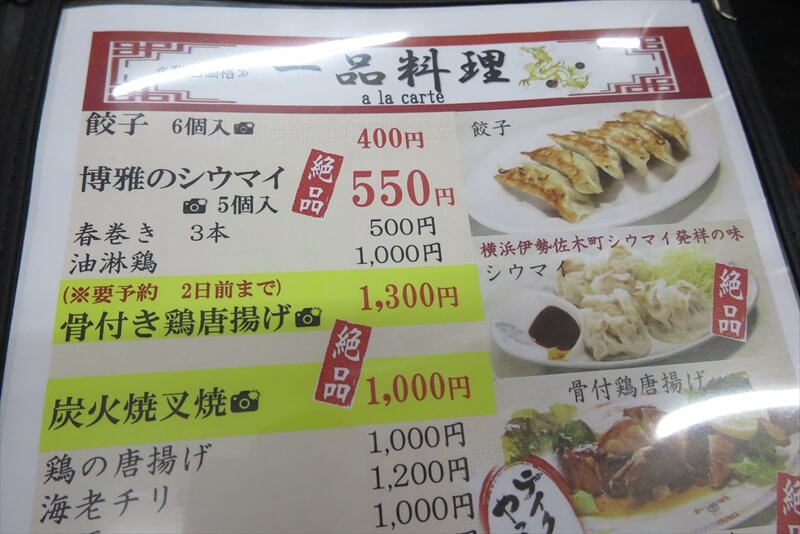 一品料理
a la carte
餃子 6個入 400円
博雅のシウマイ 絶品 550円
5個入
春巻き 3本 500円
油淋鶏 1,000円
(※要予約 2日前まで)
骨付き鶏唐揚げ 1,300円
絶品
炭火焼叉焼 1,000円
鶏の唐揚げ 1,000円
海老チリ 1,200円
1,000円
餃子
横浜伊勢佐木町シウマイ発祥の味
シウマイ
絶品
骨付鶏唐揚げ
テイク
絶